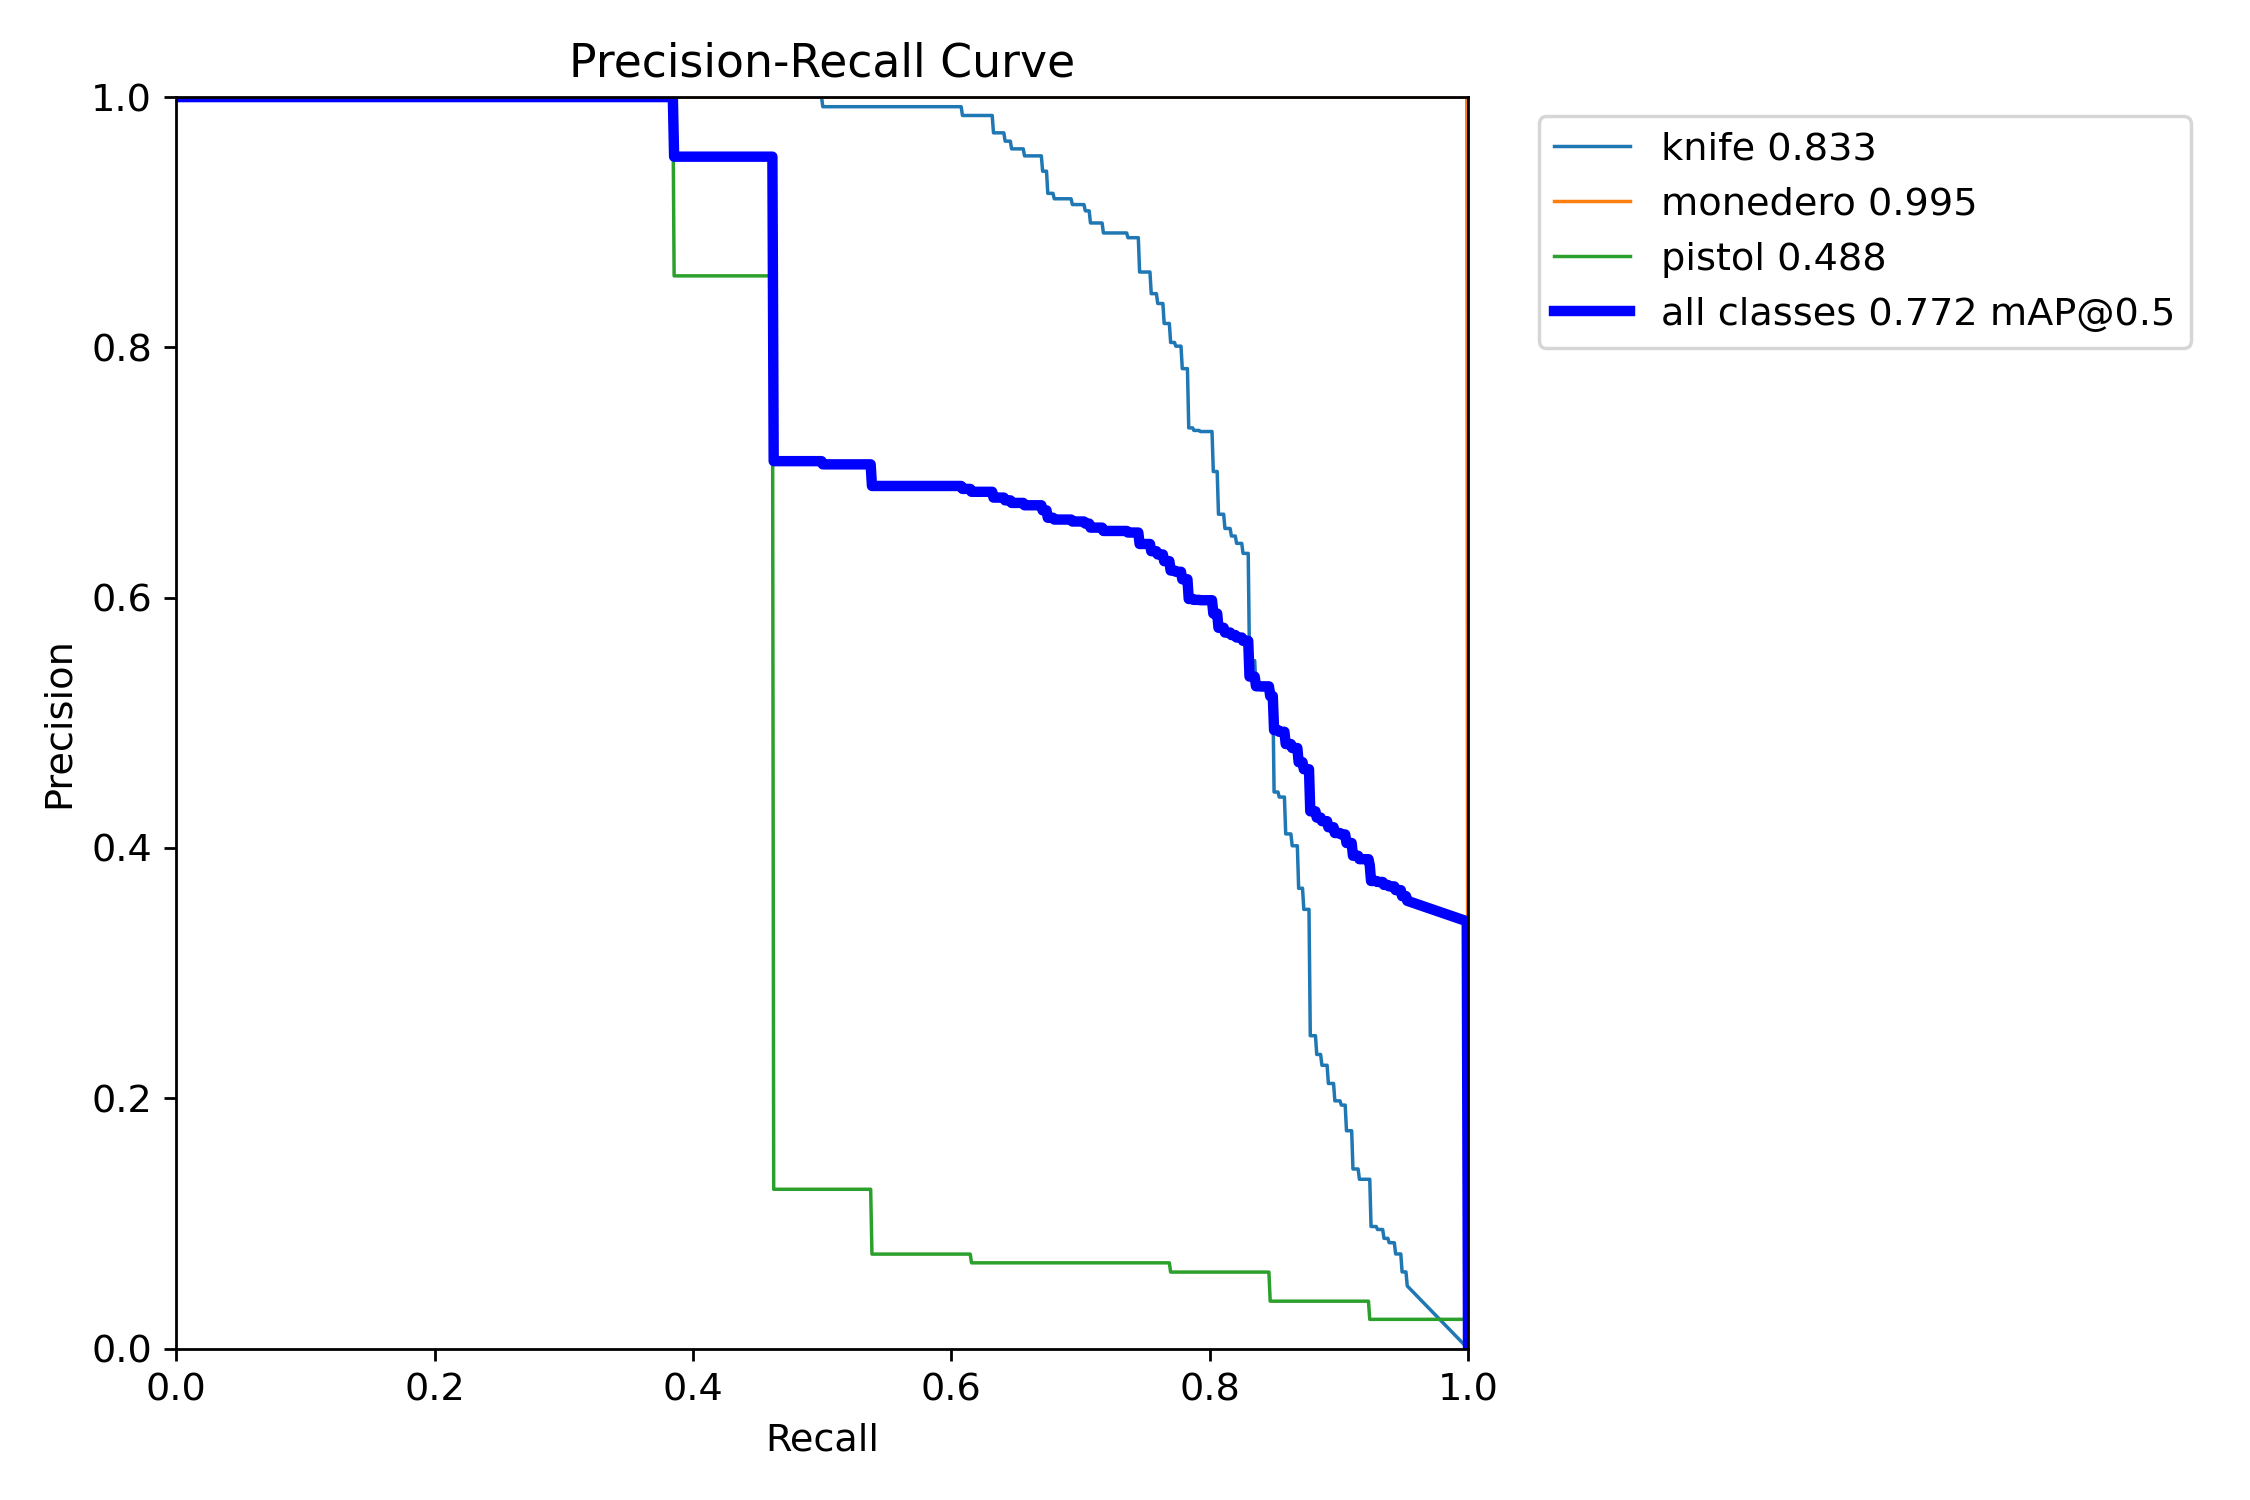 Precision-Recall Curve
1.0
0.8
0.6
0.4
0.2
0.0
Precision
0.0 0.2 0.4 0.6 0.8 1.0
Recall
knife 0.833
monedero 0.995
pistol 0.488
all classes 0.772 mAP@0.5